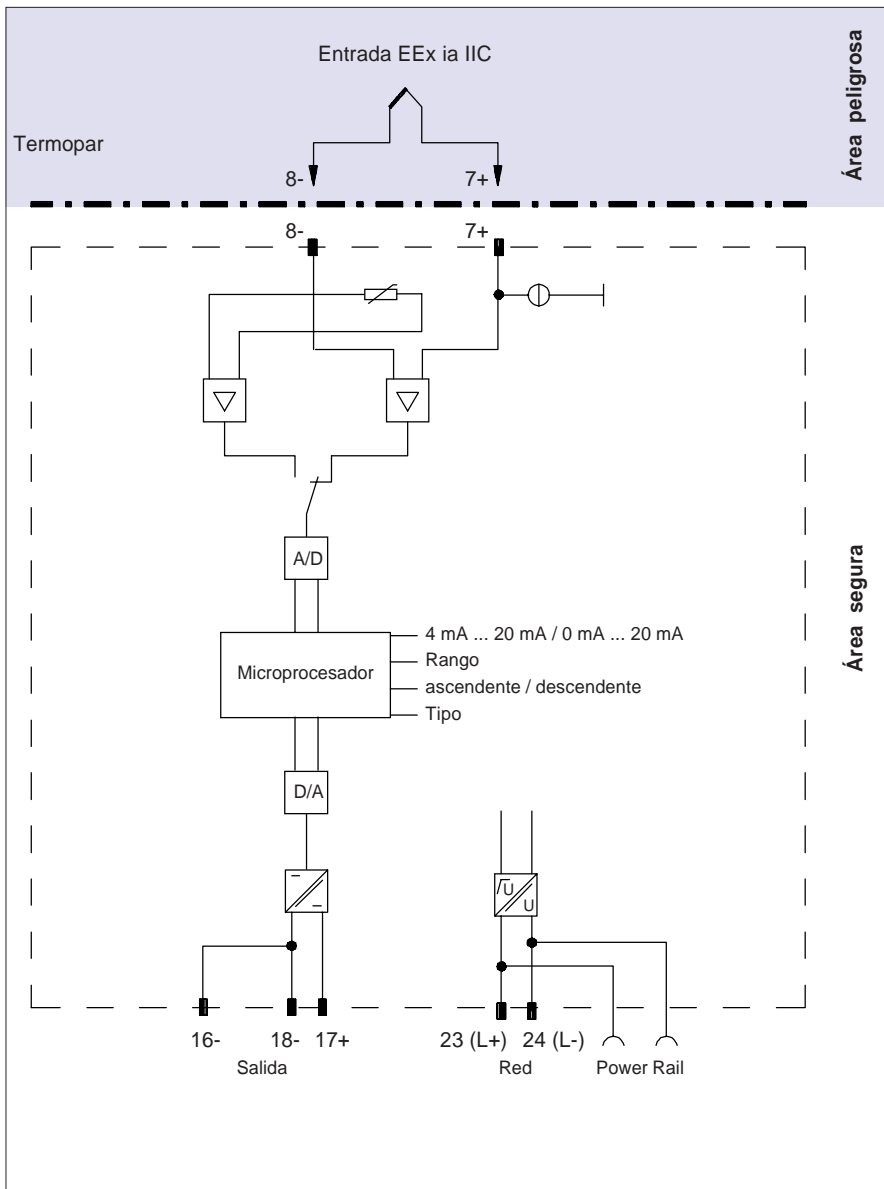 Entrada EEx ia IIC
Área peligrosa
Termopar
8- 7+
8- 7+
A/D
Microprocesador
4 mA ... 20 mA / 0 mA ... 20 mA
Rango
ascendente / descendente
Tipo
Área segura
D/A
U
U
16- 18- 17+ 23 (L+) 24 (L-)
Salida Red Power Rail